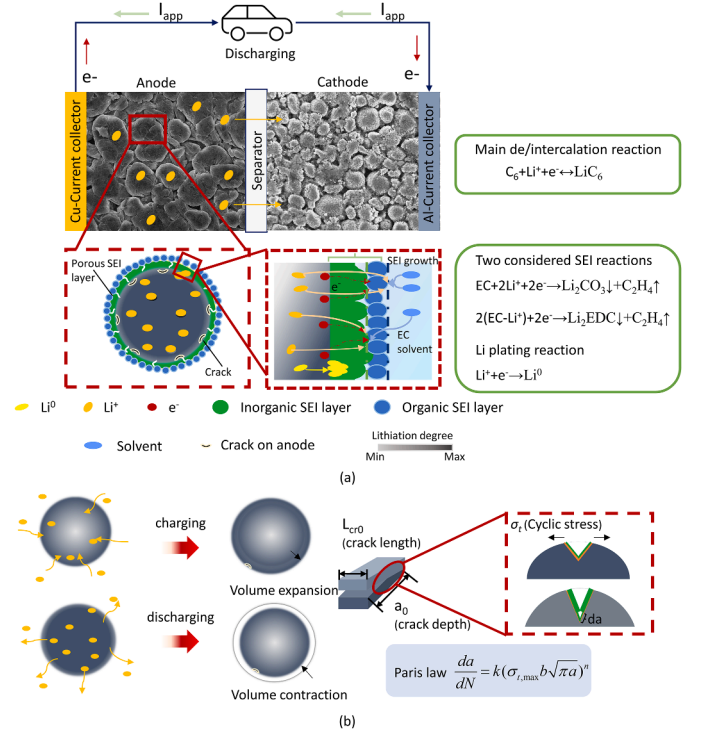 I_app
I_app
Discharging
e-
e-
Anode
Cathode
Cu-Current collector
Separator
Al-Current collector
Main de/intercalation reaction
C₆+Li⁺+e⁻↔LiC₆
Porous SEI
layer
Crack
SEI growth
e⁻
EC
solvent
Two considered SEI reactions
EC+2Li⁺+2e⁻→Li₂CO₃↓+C₂H₄↑
2(EC-Li⁺)+2e⁻→Li₂EDC↓+C₂H₄↑
Li plating reaction
Li⁺+e⁻→Li⁰
Li⁰
Li⁺
e⁻
Inorganic SEI layer
Organic SEI layer
Solvent
Crack on anode
Lithiation degree
Min
Max
(a)
charging
Volume expansion
discharging
Volume contraction
L_cr0
(crack length)
a₀
(crack depth)
σ_t (Cyclic stress)
da
Paris law da/dN = k(σ_t,max b√πa)ⁿ
(b)